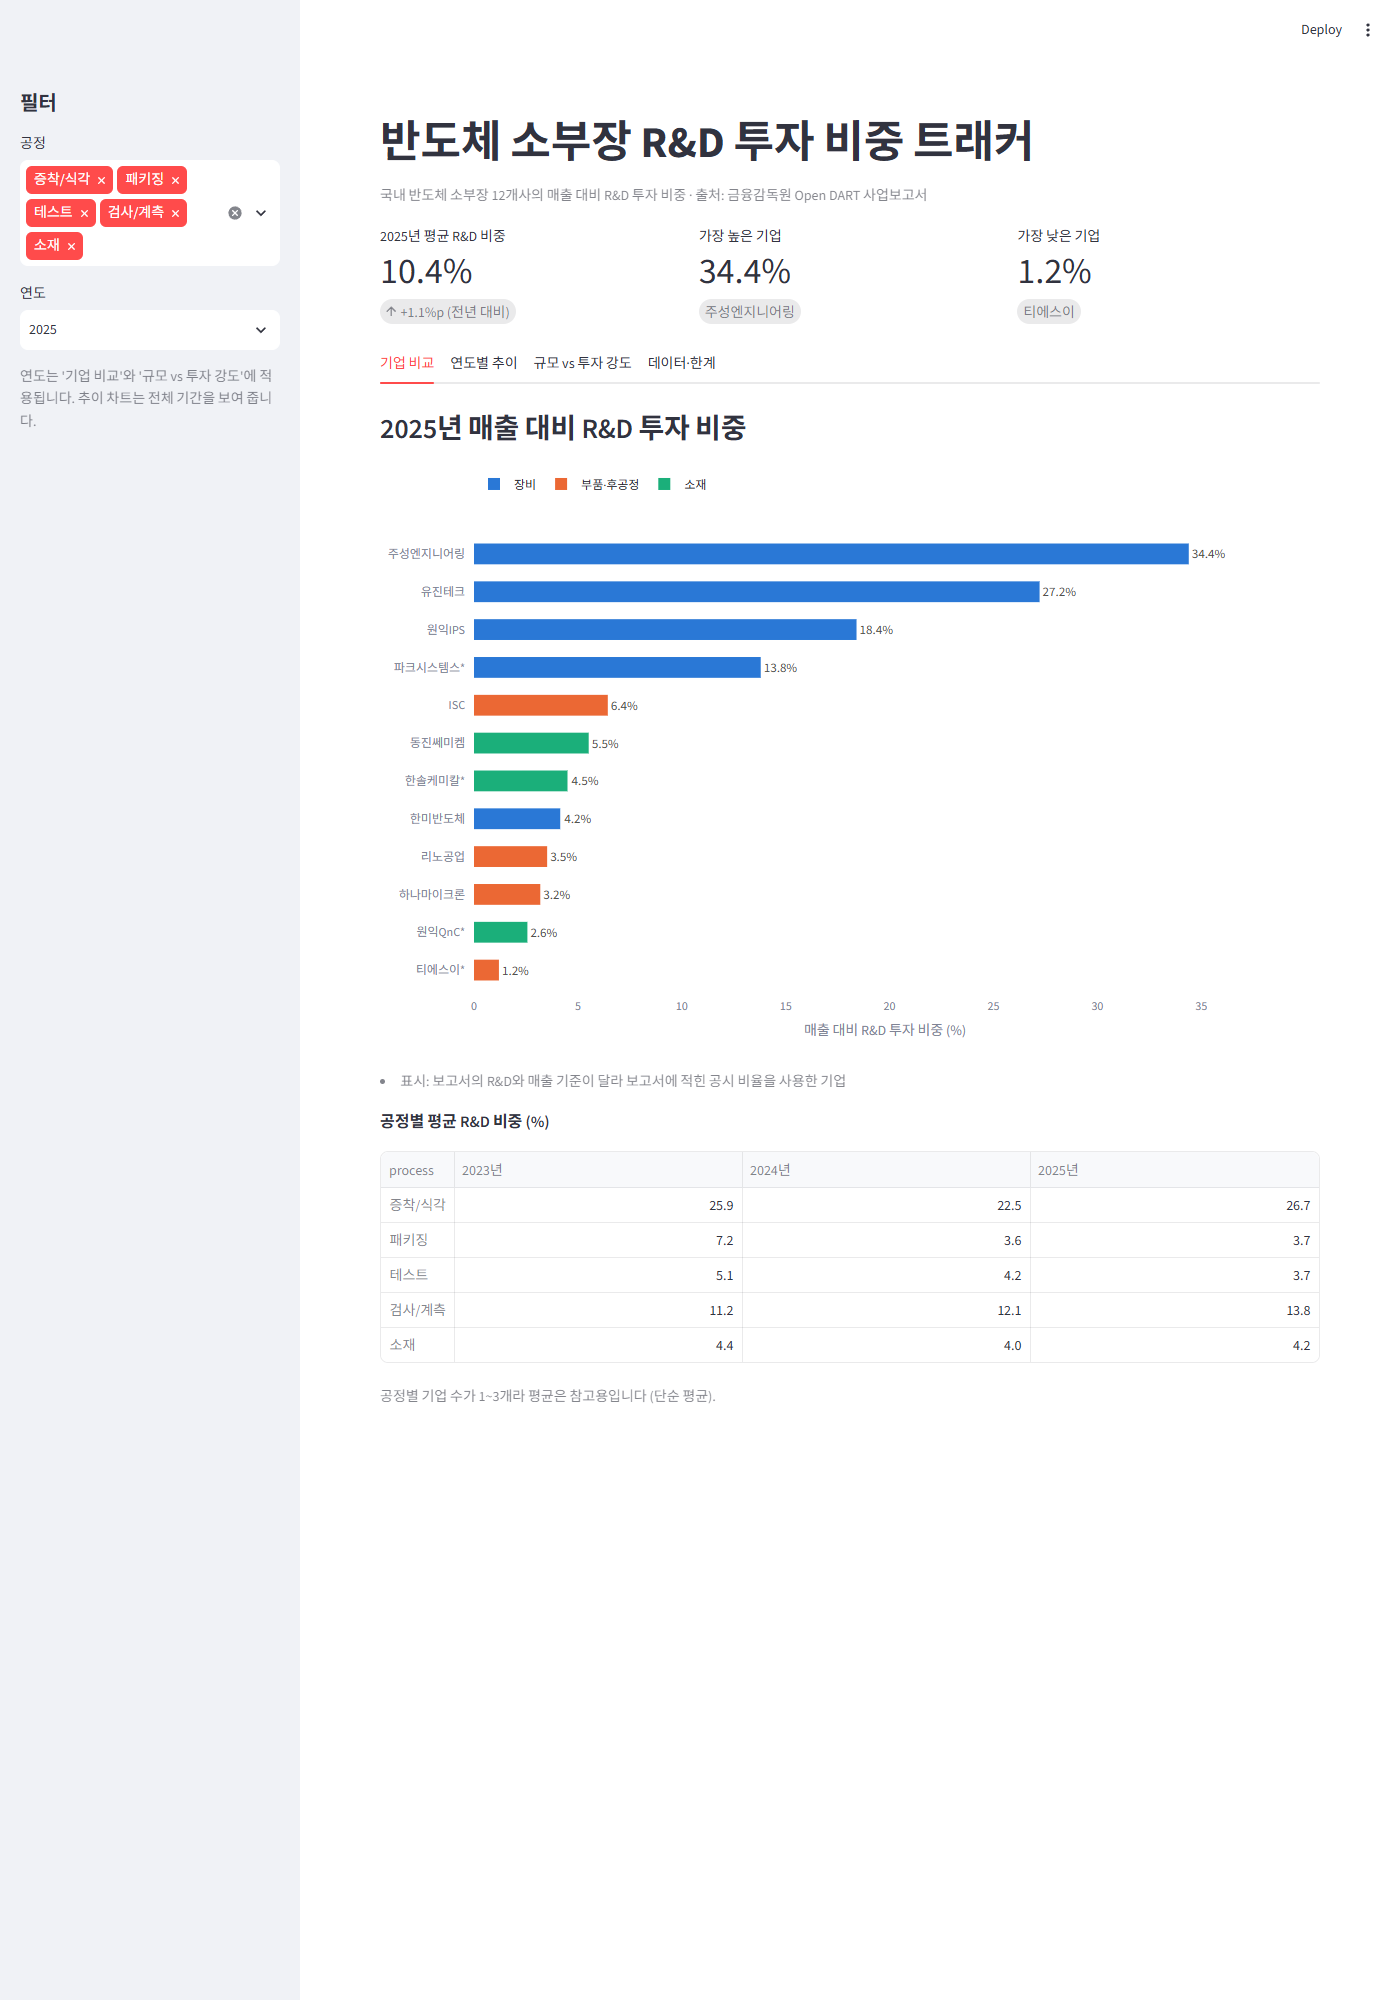 Deploy
필터
공정
증착/식각
패키징
테스트
검사/계측
소재
연도
2025
연도는 '기업 비교'와 '규모 vs 투자 강도'에 적
용됩니다. 추이 차트는 전체 기간을 보여 줍니
다.
반도체 소부장 R&D 투자 비중 트래커
국내 반도체 소부장 12개사의 매출 대비 R&D 투자 비중 · 출처: 금융감독원 Open DART 사업보고서
2025년 평균 R&D 비중
10.4%
↑ +1.1%p (전년 대비)
가장 높은 기업
34.4%
주성엔지니어링
가장 낮은 기업
1.2%
티에스이
기업 비교 연도별 추이 규모 vs 투자 강도 데이터·한계
2025년 매출 대비 R&D 투자 비중
장비 부품·후공정 소재
주성엔지니어링 34.4%
유진테크 27.2%
원익IPS 18.4%
파크시스템스* 13.8%
ISC 6.4%
동진쎄미켐 5.5%
한솔케미칼* 4.5%
한미반도체 4.2%
리노공업 3.5%
하나마이크론 3.2%
원익QnC* 2.6%
티에스이* 1.2%
0 5 10 15 20 25 30 35
매출 대비 R&D 투자 비중 (%)
• 표시: 보고서의 R&D와 매출 기준이 달라 보고서에 적힌 공시 비율을 사용한 기업
공정별 평균 R&D 비중 (%)
process 2023년 2024년 2025년
증착/식각 25.9 22.5 26.7
패키징 7.2 3.6 3.7
테스트 5.1 4.2 3.7
검사/계측 11.2 12.1 13.8
소재 4.4 4.0 4.2
공정별 기업 수가 1~3개라 평균은 참고용입니다 (단순 평균).